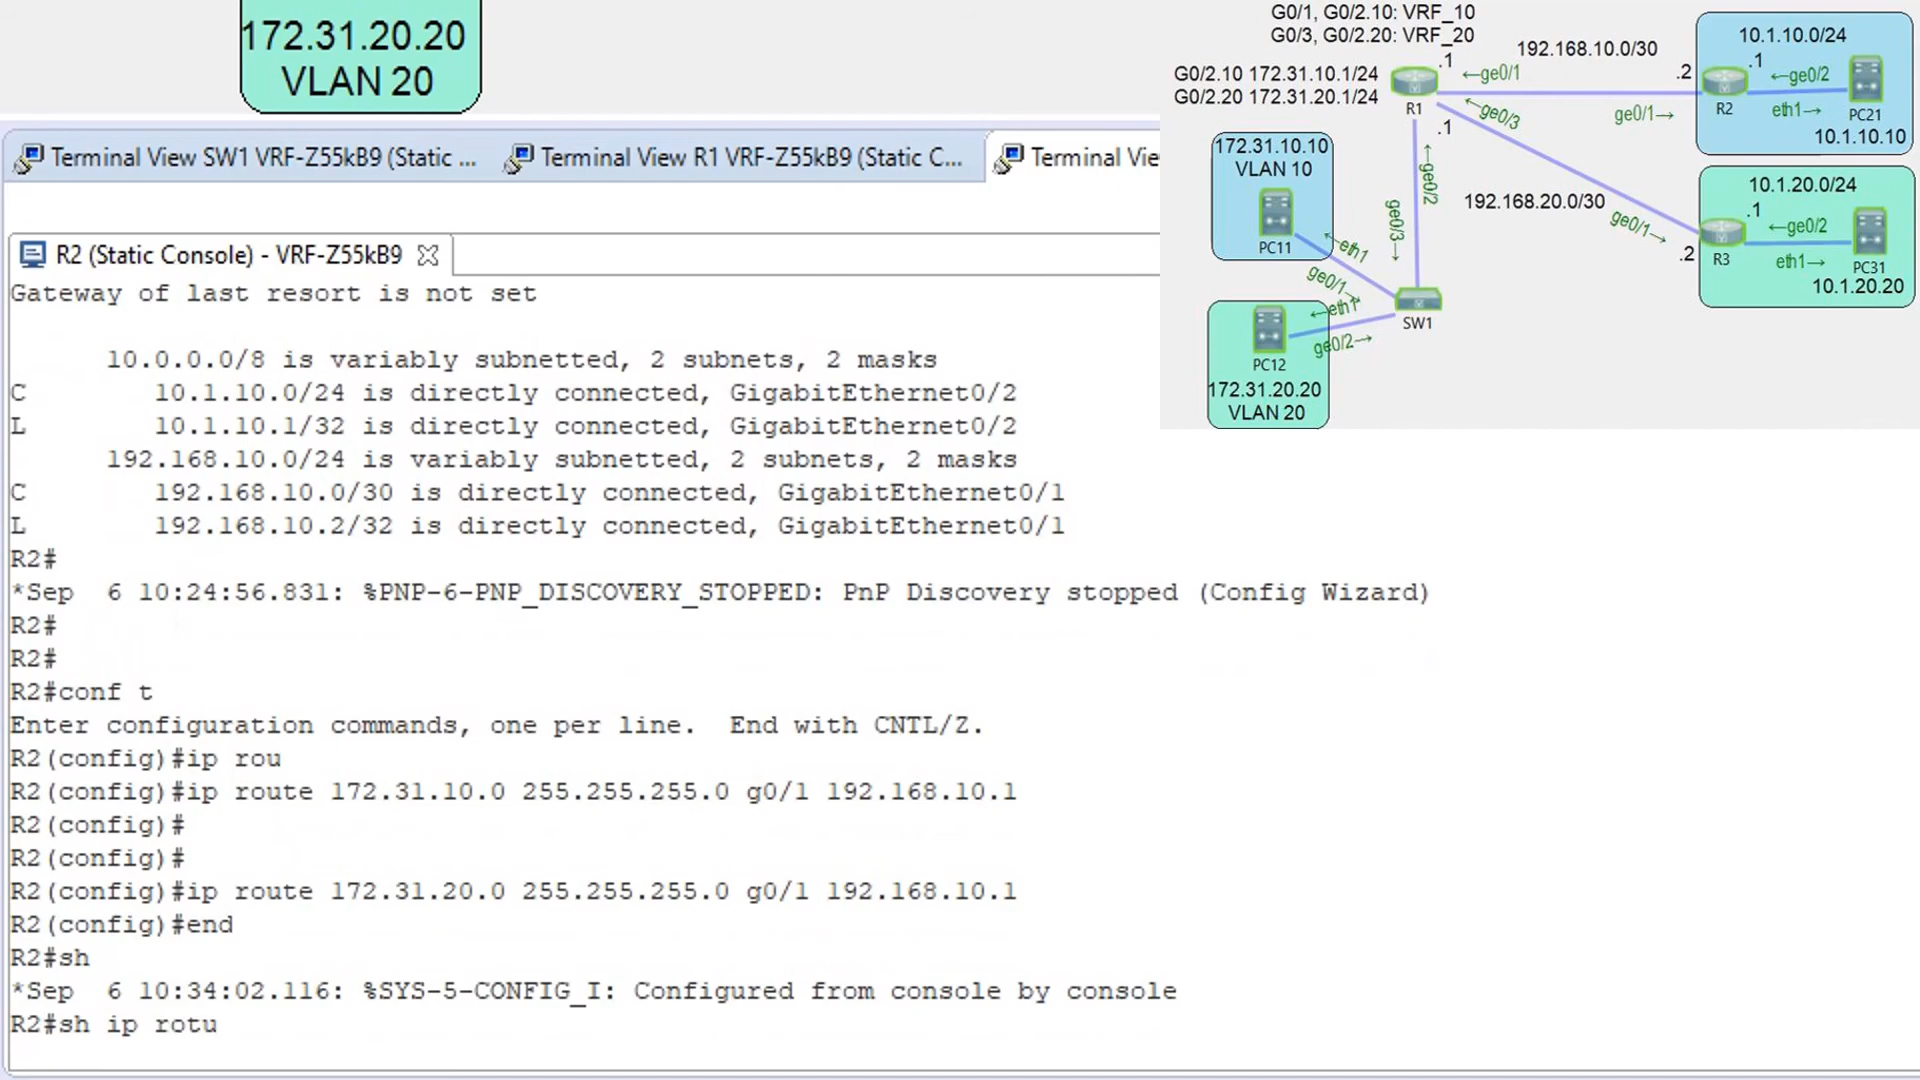 172.31.20.20
VLAN 20
Terminal View SW1 VRF-Z55kB9 (Static ...
Terminal View R1 VRF-Z55kB9 (Static C...
Terminal Vie
R2 (Static Console) - VRF-Z55kB9
Gateway of last resort is not set
10.0.0.0/8 is variably subnetted, 2 subnets, 2 masks
C 10.1.10.0/24 is directly connected, GigabitEthernet0/2
L 10.1.10.1/32 is directly connected, GigabitEthernet0/2
192.168.10.0/24 is variably subnetted, 2 subnets, 2 masks
C 192.168.10.0/30 is directly connected, GigabitEthernet0/1
L 192.168.10.2/32 is directly connected, GigabitEthernet0/1
R2#
*Sep 6 10:24:56.831: %PNP-6-PNP_DISCOVERY_STOPPED: PnP Discovery stopped (Config Wizard)
R2#
R2#
R2#conf t
Enter configuration commands, one per line. End with CNTL/Z.
R2(config)#ip rou
R2(config)#ip route 172.31.10.0 255.255.255.0 g0/1 192.168.10.1
R2(config)#
R2(config)#
R2(config)#ip route 172.31.20.0 255.255.255.0 g0/1 192.168.10.1
R2(config)#end
R2#sh
*Sep 6 10:34:02.116: %SYS-5-CONFIG_I: Configured from console by console
R2#sh ip rotu
G0/1, G0/2.10: VRF_10
G0/3, G0/2.20: VRF_20
G0/2.10 172.31.10.1/24
G0/2.20 172.31.20.1/24
.1
←ge0/1
R1
←ge0/3
.1
←ge0/2
192.168.10.0/30
.2
ge0/1→
10.1.10.0/24
.1
←ge0/2
R2
eth1→
PC21
10.1.10.10
172.31.10.10
VLAN 10
PC11
←eth1
ge0/1→
ge0/3→
192.168.20.0/30
ge0/1→
.2
10.1.20.0/24
.1
←ge0/2
R3
eth1→
PC31
10.1.20.20
SW1
←eth1
ge0/2→
PC12
172.31.20.20
VLAN 20